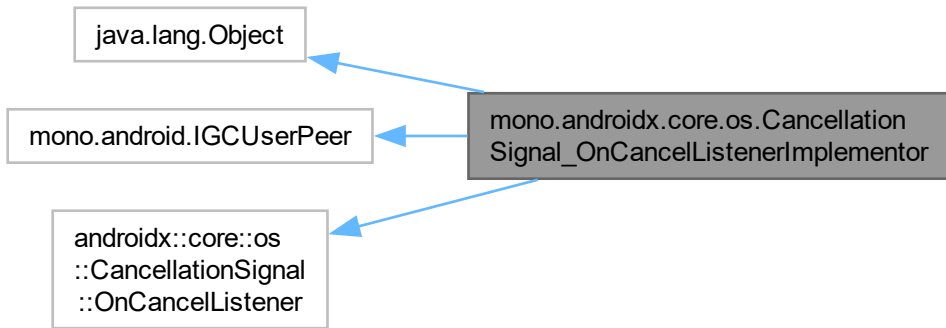 java.lang.Object
mono.android.IGCUserPeer
androidx::core::os
::CancellationSignal
::OnCancelListener
mono.androidx.core.os.Cancellation
Signal_OnCancelListenerImplementor